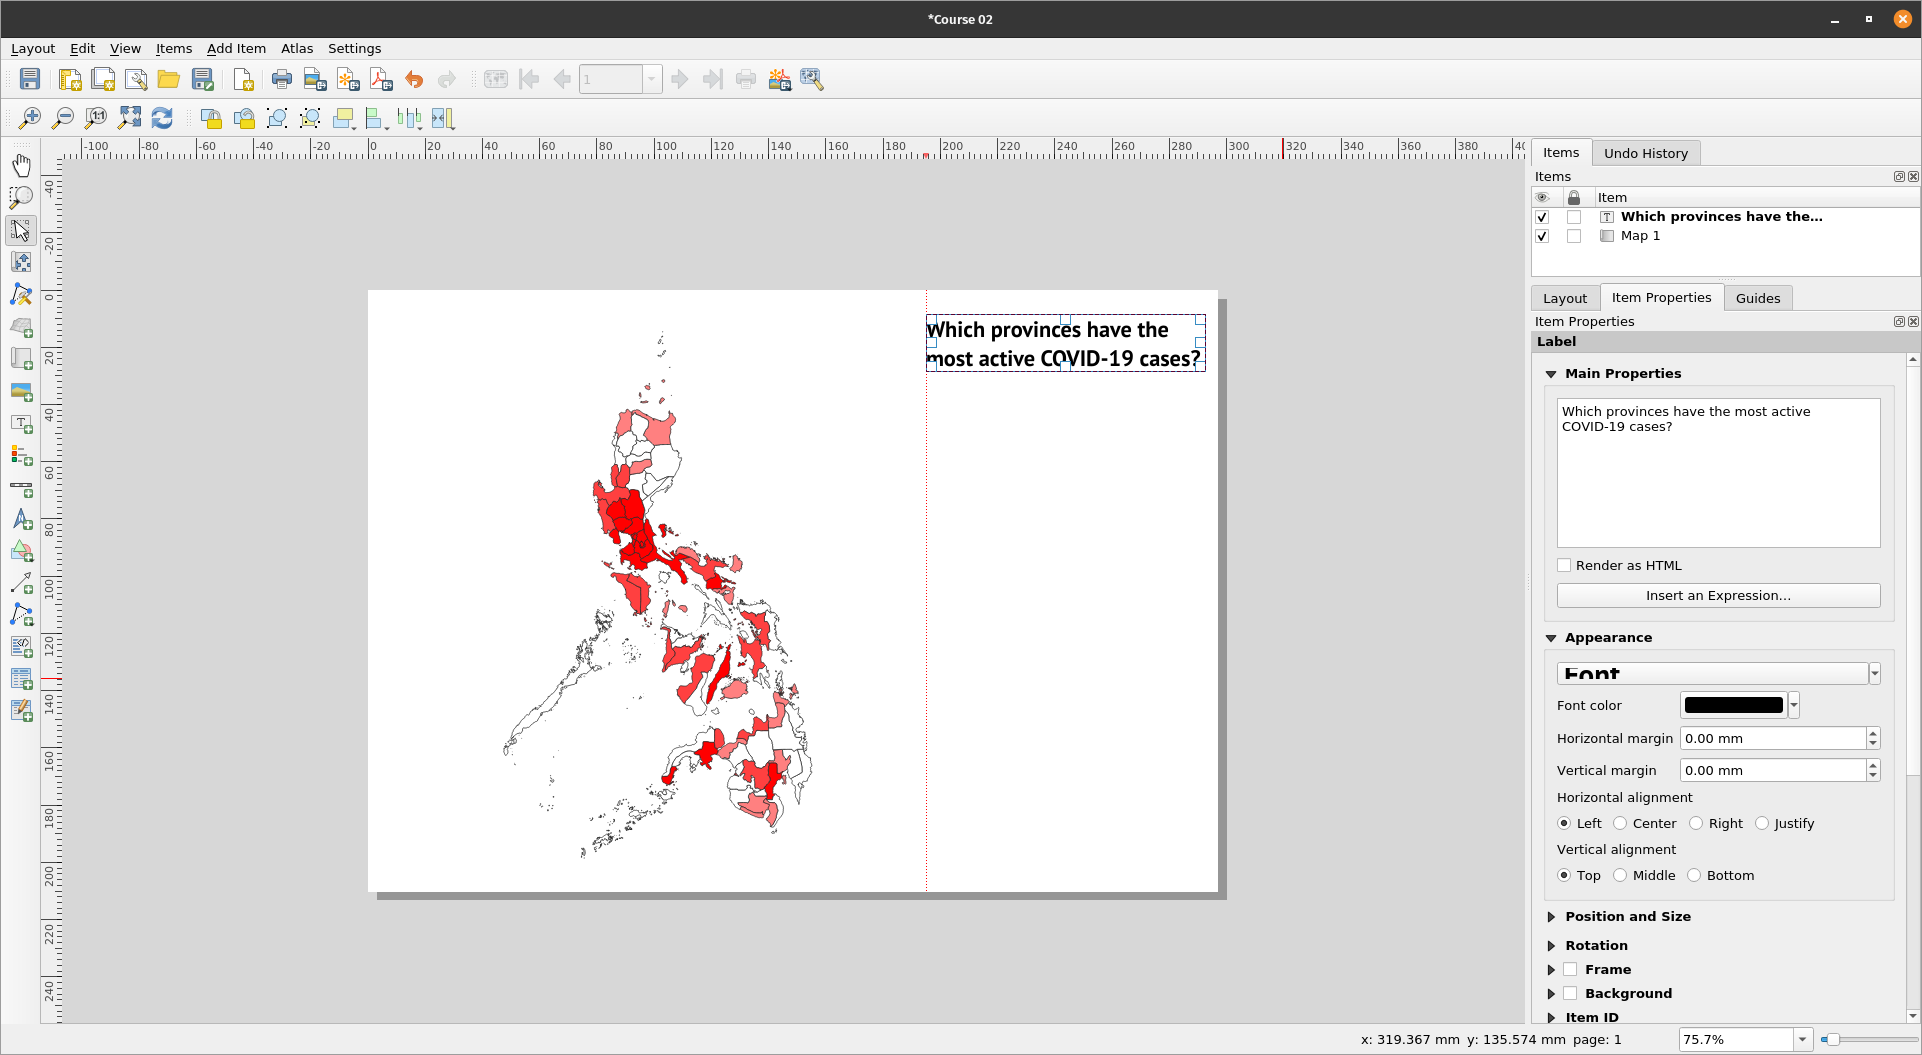 *Course 02
Layout Edit View Items Add Item Atlas Settings
1
1:1
-100 -80 -60 -40 -20 0 20 40 60 80 100 120 140 160 180 200 220 240 260 280 300 320 340 360 380 40
-40
-20
0
20
40
60
80
100
120
140
160
180
200
220
240
Which provinces have the
most active COVID-19 cases?
Items Undo History
Items
Item
Which provinces have the...
Map 1
Layout Item Properties Guides
Item Properties
Label
Main Properties
Which provinces have the most active
COVID-19 cases?
Render as HTML
Insert an Expression...
Appearance
Font
Font color
Horizontal margin 0.00 mm
Vertical margin 0.00 mm
Horizontal alignment
Left Center Right Justify
Vertical alignment
Top Middle Bottom
Position and Size
Rotation
Frame
Background
Item ID
x: 319.367 mm y: 135.574 mm page: 1 75.7%